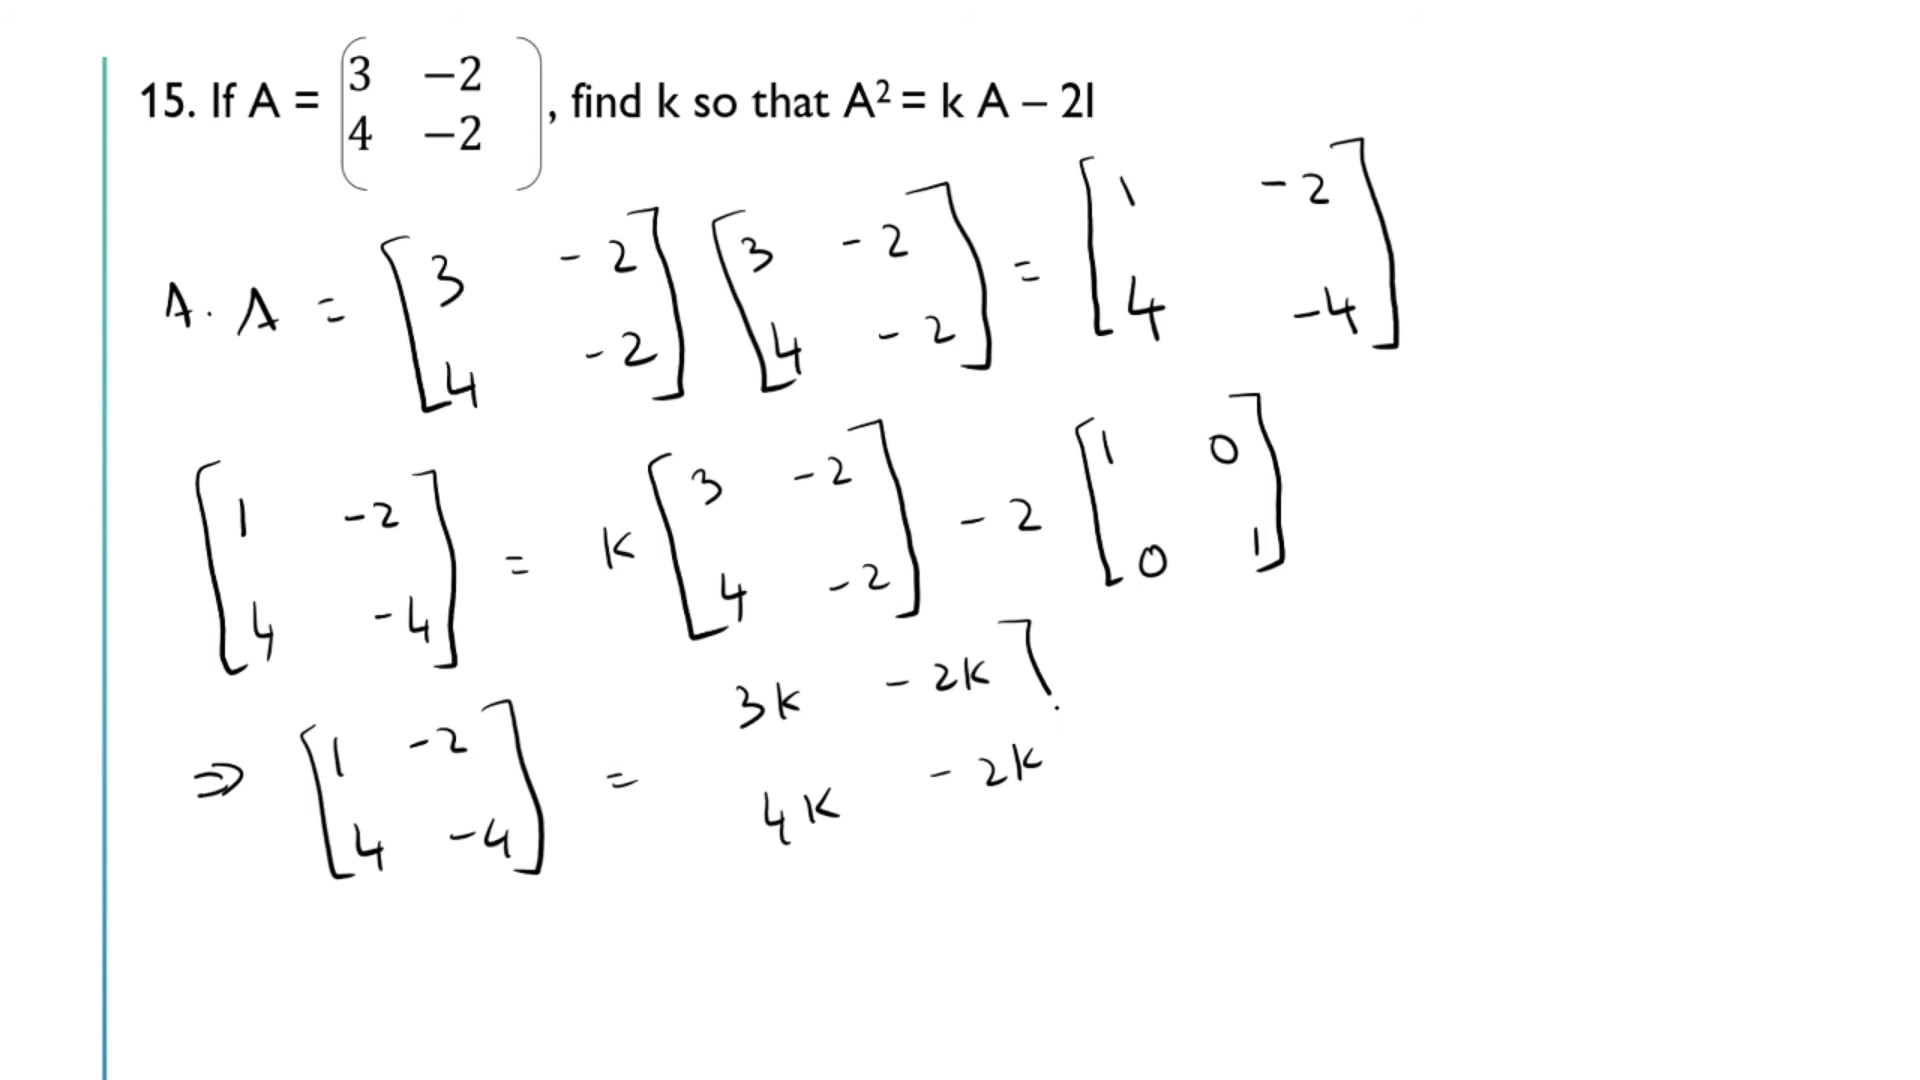 15. If A = (3 −2
4 −2), find k so that A² = k A – 2I
A. A = [3 -2
4 -2] [3 -2
4 -2] = [1 -2
4 -4]
[1 -2
4 -4] = K [3 -2
4 -2] - 2 [1 0
0 1]
⇒ [1 -2
4 -4] = 3K -2K]
4K -2K